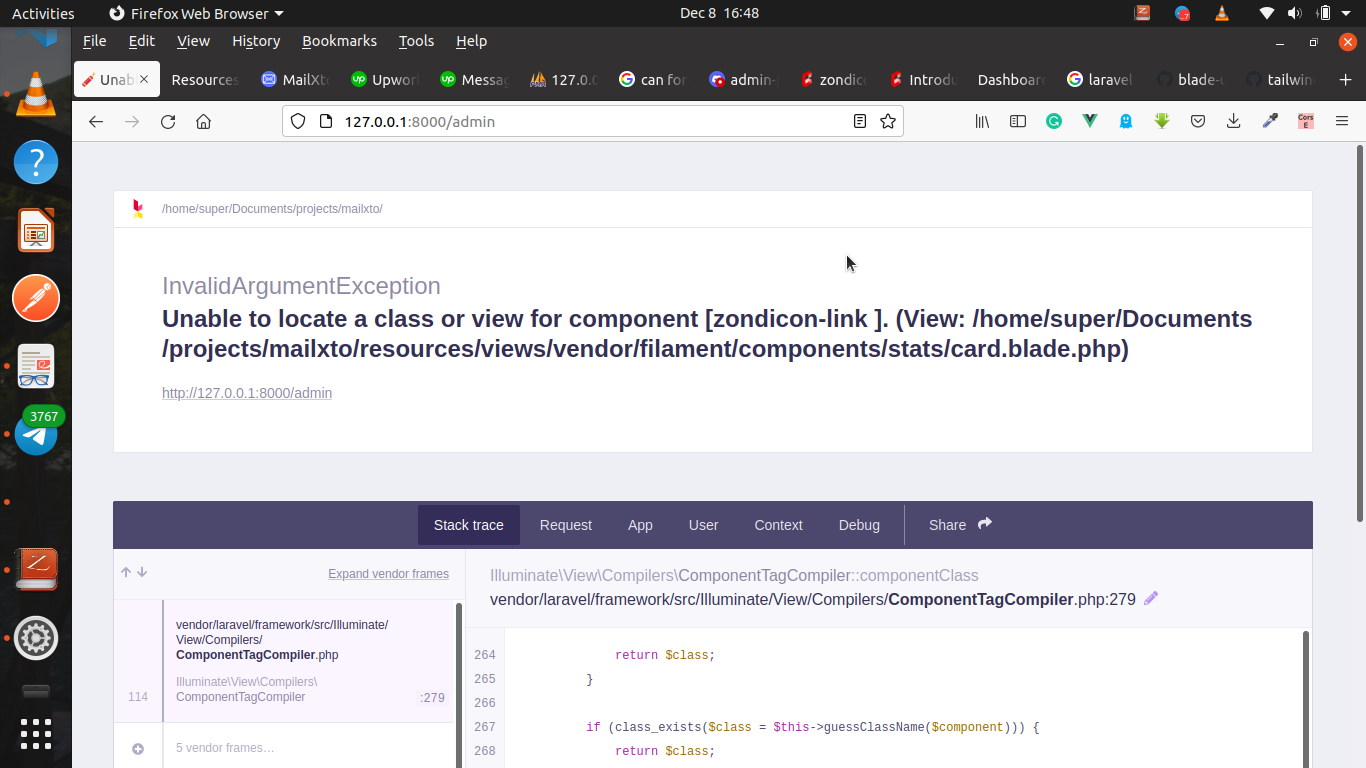 Activities
Firefox Web Browser
Dec 8 16:48
File Edit View History Bookmarks Tools Help
Unab
Resources
MailXto
Upwor
Messag
127.0.0
can for
admin-
zondic
Introdu
Dashboard
laravel
blade-
tailwin
127.0.0.1:8000/admin
Cors
E
3767
/home/super/Documents/projects/mailxto/
InvalidArgumentException
Unable to locate a class or view for component [zondicon-link ]. (View: /home/super/Documents
/projects/mailxto/resources/views/vendor/filament/components/stats/card.blade.php)
http://127.0.0.1:8000/admin
Stack trace Request App User Context Debug Share
Expand vendor frames
Illuminate\View\Compilers\ComponentTagCompiler::componentClass
vendor/laravel/framework/src/Illuminate/View/Compilers/ComponentTagCompiler.php:279
vendor/laravel/framework/src/Illuminate/
View/Compilers/
ComponentTagCompiler.php
Illuminate\View\Compilers\
114 ComponentTagCompiler :279
5 vendor frames…
264 return $class;
265 }
266
267 if (class_exists($class = $this->guessClassName($component))) {
268 return $class;